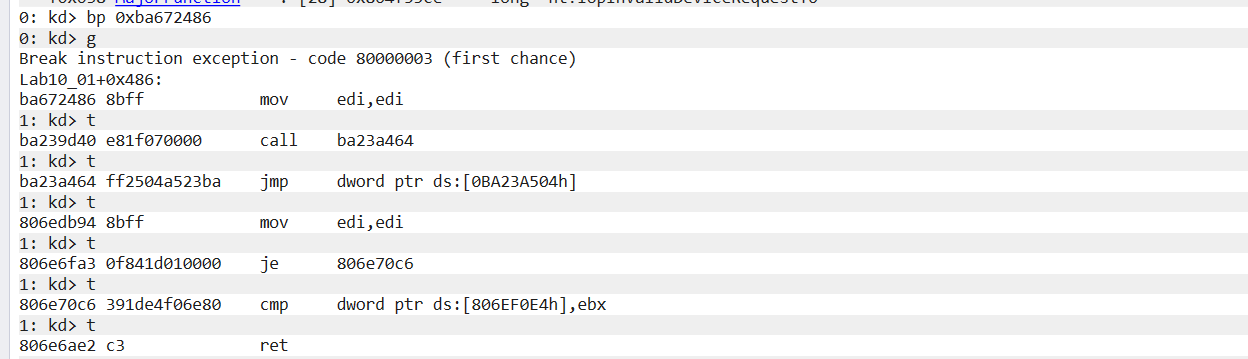 0: kd> bp 0xba672486
0: kd> g
Break instruction exception - code 80000003 (first chance)
Lab10_01+0x486:
ba672486 8bff mov edi,edi
1: kd> t
ba239d40 e81f070000 call ba23a464
1: kd> t
ba23a464 ff2504a523ba jmp dword ptr ds:[0BA23A504h]
1: kd> t
806edb94 8bff mov edi,edi
1: kd> t
806e6fa3 0f841d010000 je 806e70c6
1: kd> t
806e70c6 391de4f06e80 cmp dword ptr ds:[806EF0E4h],ebx
1: kd> t
806e6ae2 c3 ret